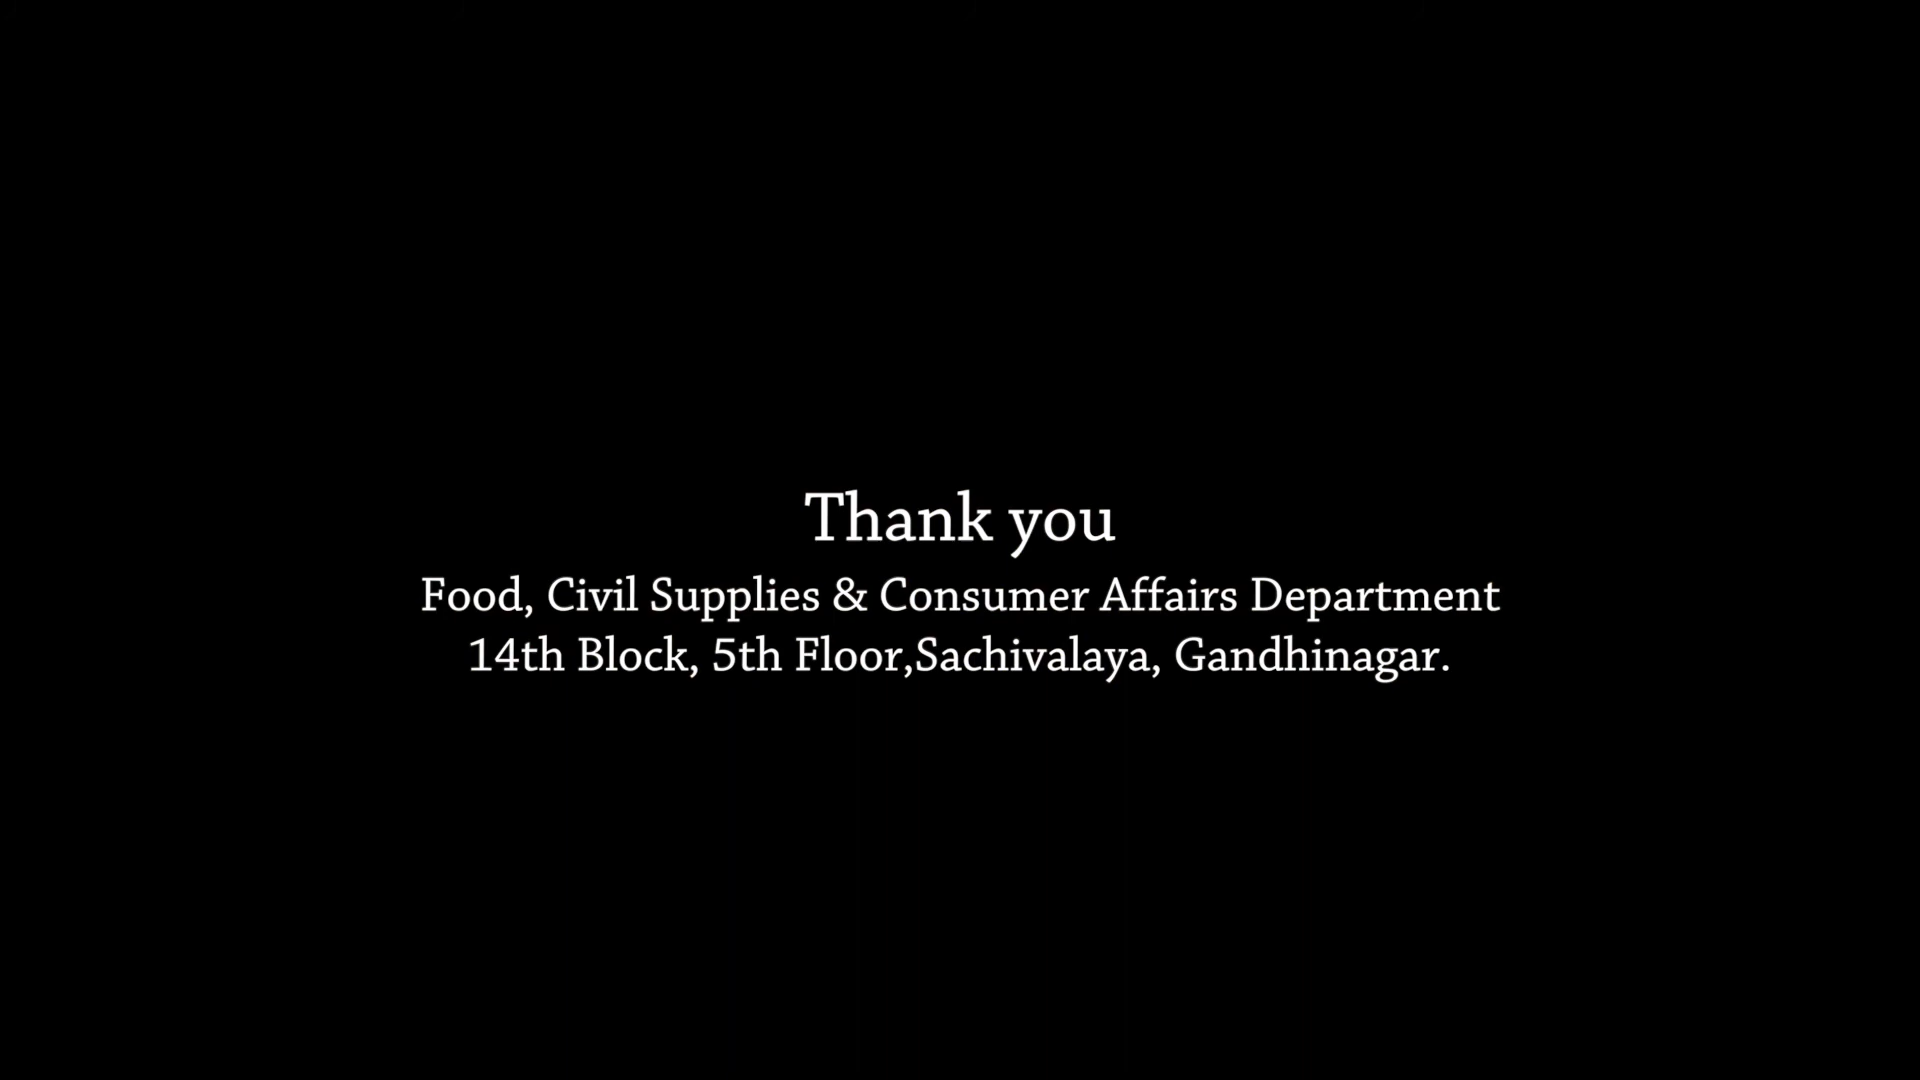 Thank you
Food, Civil Supplies & Consumer Affairs Department
14th Block, 5th Floor,Sachivalaya, Gandhinagar.